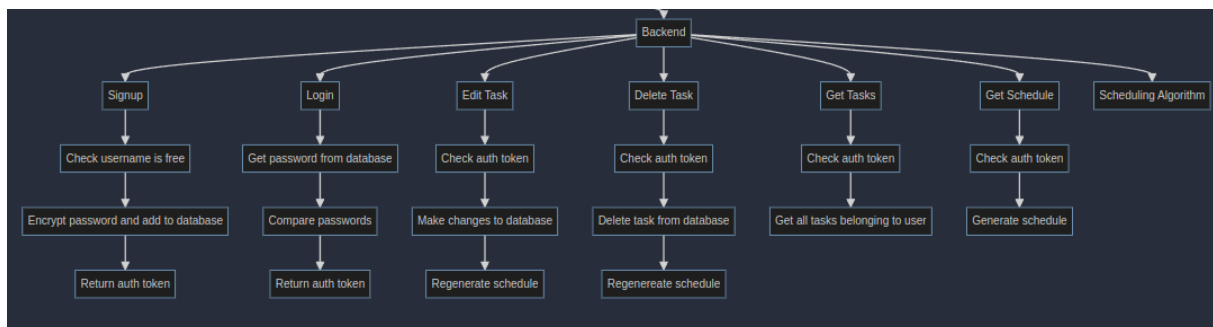 Backend
Signup
Login
Edit Task
Delete Task
Get Tasks
Get Schedule
Scheduling Algorithm
Check username is free
Get password from database
Check auth token
Check auth token
Check auth token
Check auth token
Encrypt password and add to database
Compare passwords
Make changes to database
Delete task from database
Get all tasks belonging to user
Generate schedule
Return auth token
Return auth token
Regenerate schedule
Regenereate schedule